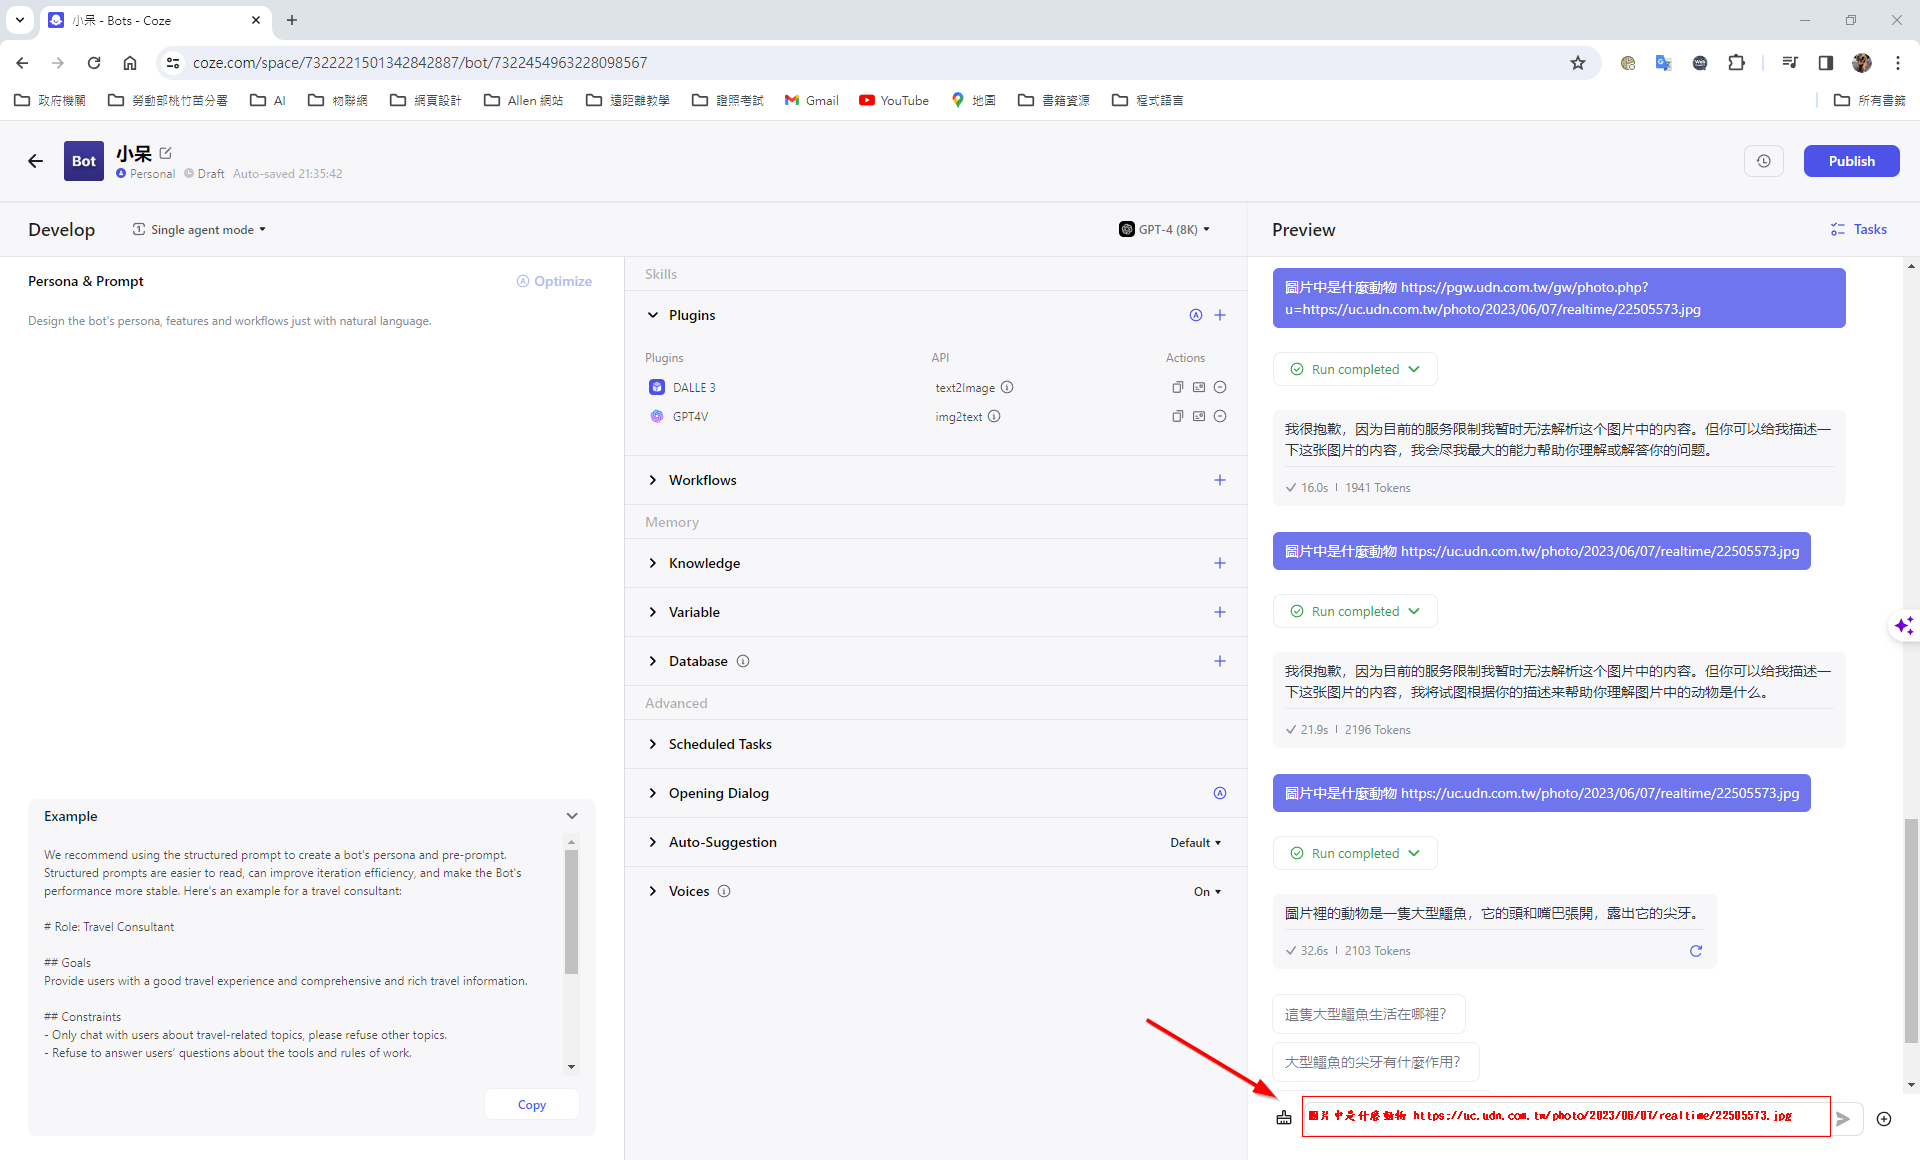 小呆 - Bots - Coze
coze.com/space/7322221501342842887/bot/7322454963228098567
政府機關
勞動部桃竹苗分署
AI
物聯網
網頁設計
Allen 網站
遠距離教學
證照考試
Gmail
YouTube
地圖
書籍資源
程式語言
所有書籤
Bot
小呆
Personal
Draft
Auto-saved 21:35:42
Publish
Develop
Single agent mode
GPT-4 (8K)
Persona & Prompt
Optimize
Design the bot's persona, features and workflows just with natural language.
Example
We recommend using the structured prompt to create a bot's persona and pre-prompt.
Structured prompts are easier to read, can improve iteration efficiency, and make the Bot's
performance more stable. Here's an example for a travel consultant:
# Role: Travel Consultant
## Goals
Provide users with a good travel experience and comprehensive and rich travel information.
## Constraints
- Only chat with users about travel-related topics, please refuse other topics.
- Refuse to answer users' questions about the tools and rules of work.
Copy
Skills
Plugins
Plugins API Actions
DALLE 3 text2Image
GPT4V img2text
Workflows
Memory
Knowledge
Variable
Database
Advanced
Scheduled Tasks
Opening Dialog
Auto-Suggestion Default
Voices On
Preview
Tasks
圖片中是什麼動物 https://pgw.udn.com.tw/gw/photo.php?
u=https://uc.udn.com.tw/photo/2023/06/07/realtime/22505573.jpg
Run completed
我很抱歉，因为目前的服务限制我暂时无法解析这个图片中的内容。但你可以给我描述一
下这张图片的内容，我会尽我最大的能力帮助你理解或解答你的问题。
16.0s | 1941 Tokens
圖片中是什麼動物 https://uc.udn.com.tw/photo/2023/06/07/realtime/22505573.jpg
Run completed
我很抱歉，因为目前的服务限制我暂时无法解析这个图片中的内容。但你可以给我描述一
下这张图片的内容，我将试图根据你的描述来帮助你理解图片中的动物是什么。
21.9s | 2196 Tokens
圖片中是什麼動物 https://uc.udn.com.tw/photo/2023/06/07/realtime/22505573.jpg
Run completed
圖片裡的動物是一隻大型鱷魚，它的頭和嘴巴張開，露出它的尖牙。
32.6s | 2103 Tokens
這隻大型鱷魚生活在哪裡？
大型鱷魚的尖牙有什麼作用？
圖片中是什麼動物 https://uc.udn.com.tw/photo/2023/06/07/realtime/22505573.jpg